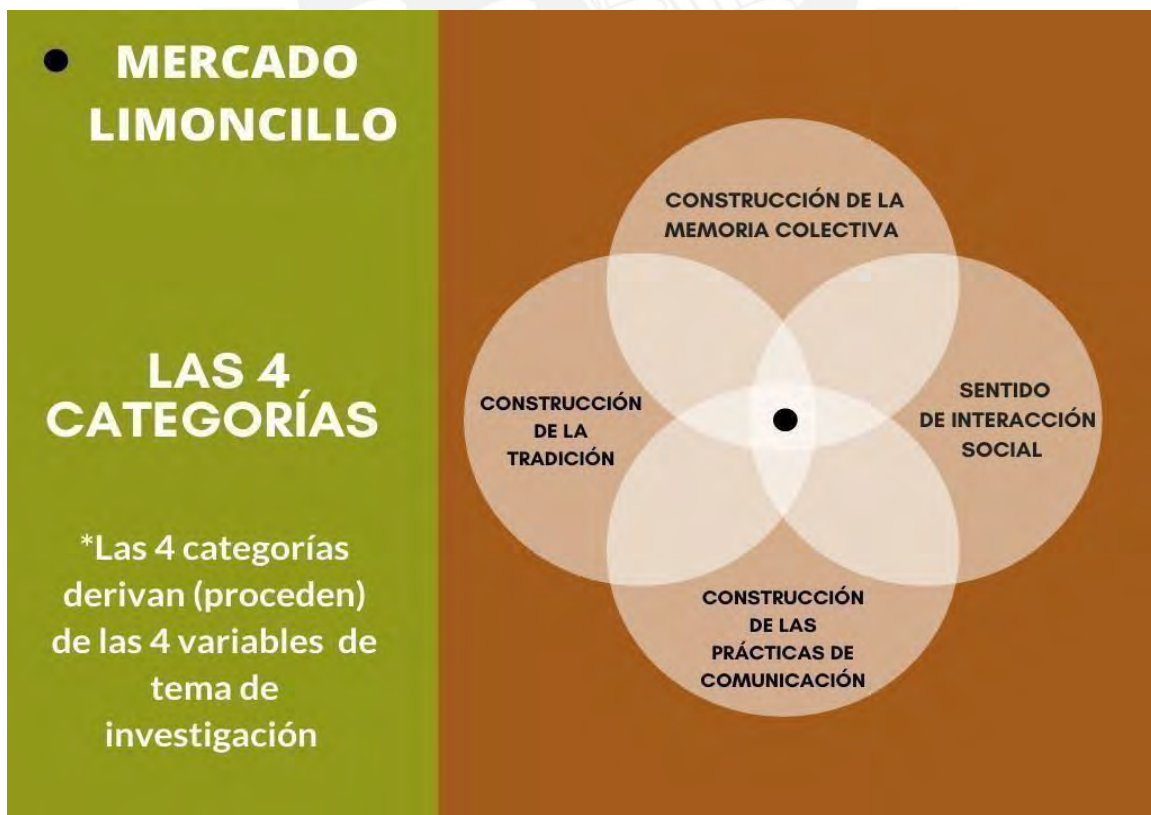 MERCADO
LIMONCILLO
LAS 4
CATEGORÍAS
*Las 4 categorías
derivan (proceden)
de las 4 variables de
tema de
investigación
CONSTRUCCIÓN DE LA
MEMORIA COLECTIVA
CONSTRUCCIÓN
DE LA
TRADICIÓN
SENTIDO
DE INTERACCIÓN
SOCIAL
CONSTRUCCIÓN
DE LAS
PRÁCTICAS DE
COMUNICACIÓN